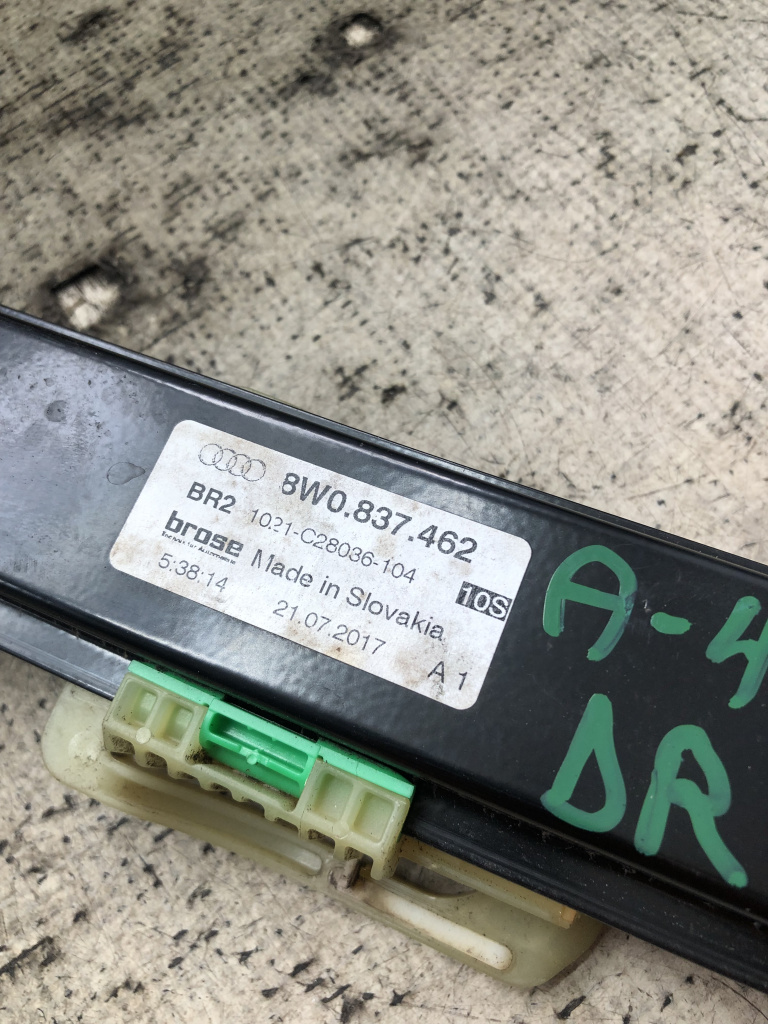 8W0.837.462
BR2 1021-C28036-104
brose Made in Slovakia 10S
5:38:14 21.07.2017 A 1
A-4
DR